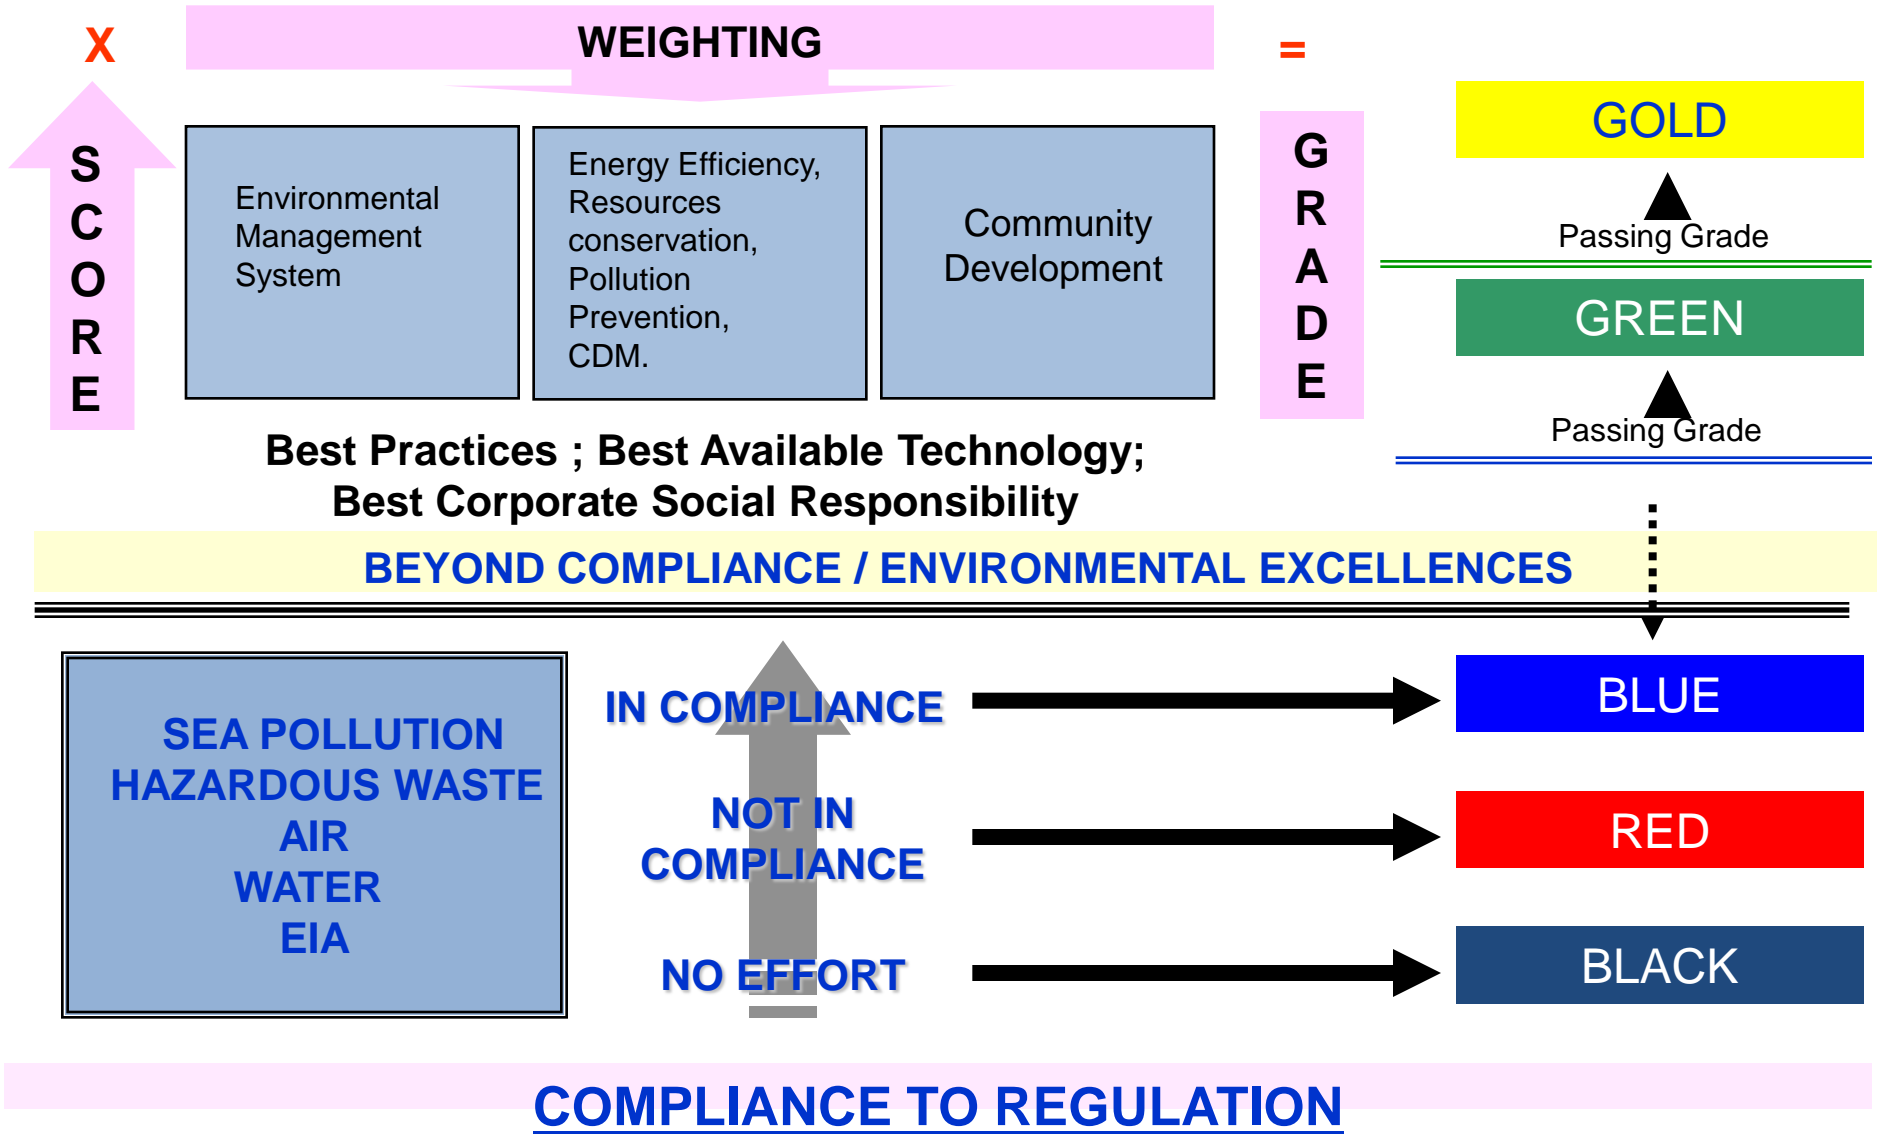 X
WEIGHTING
=
S
C
O
R
E
Environmental
Management
System
Energy Efficiency,
Resources
conservation,
Pollution
Prevention,
CDM.
Community
Development
G
R
A
D
E
GOLD
Passing Grade
GREEN
Passing Grade
Best Practices ; Best Available Technology;
Best Corporate Social Responsibility
BEYOND COMPLIANCE / ENVIRONMENTAL EXCELLENCES
SEA POLLUTION
HAZARDOUS WASTE
AIR
WATER
EIA
IN COMPLIANCE
BLUE
NOT IN
COMPLIANCE
RED
NO EFFORT
BLACK
COMPLIANCE TO REGULATION